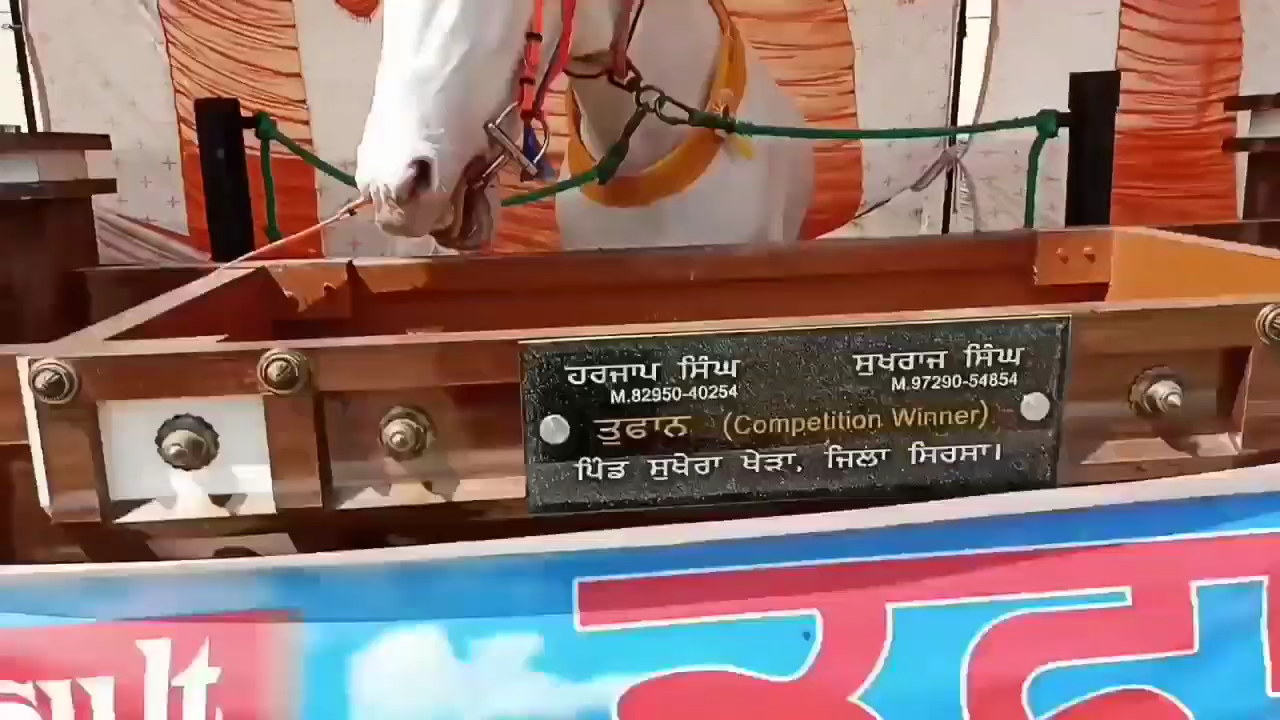 ਹਰਜਾਪ ਸਿੰਘ ਸੁਖਰਾਜ ਸਿੰਘ
M.82950-40254 M.97290-54854
ਤੁਫਾਨ (Competition Winner)
ਪਿੰਡ ਸੁਖੇਰਾ ਖੇੜਾ, ਜਿਲਾ ਸਿਰਸਾ।